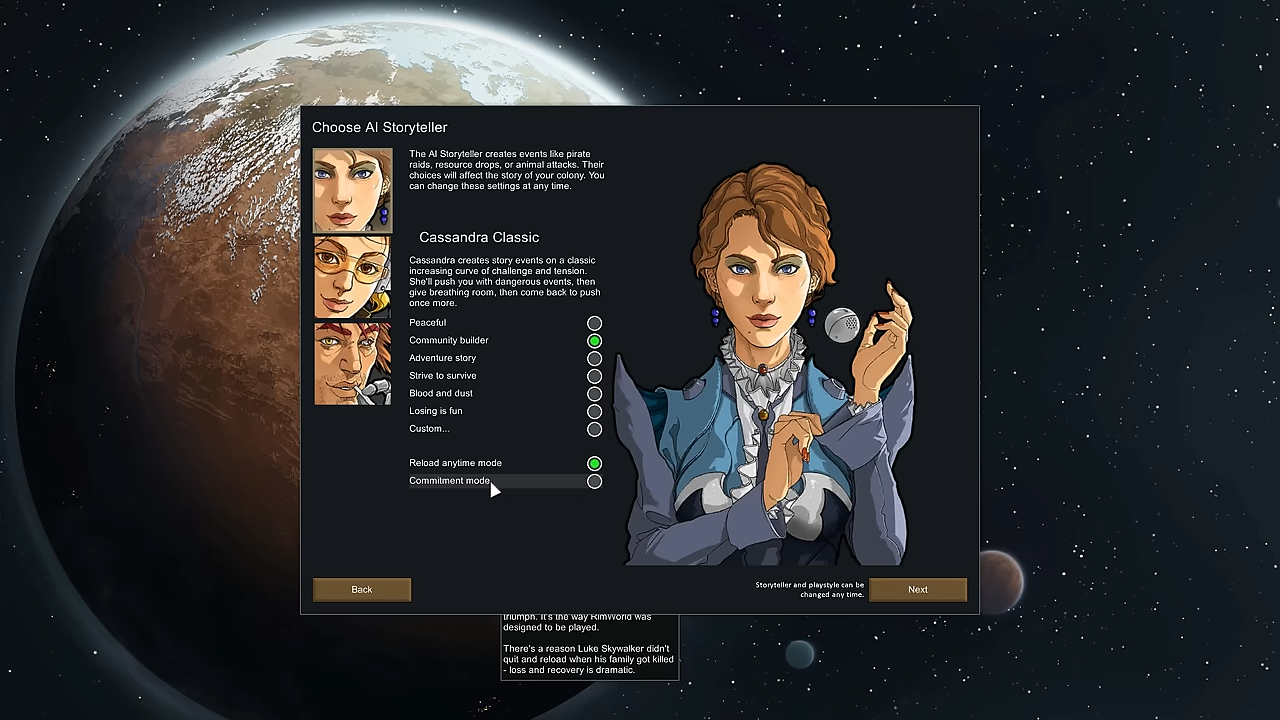 Choose AI Storyteller
The AI Storyteller creates events like pirate
raids, resource drops, or animal attacks. Their
choices will affect the story of your colony. You
can change these settings at any time.
Cassandra Classic
Cassandra creates story events on a classic
increasing curve of challenge and tension.
She'll push you with dangerous events, then
give breathing room, then come back to push
once more.
Peaceful
Community builder
Adventure story
Strive to survive
Blood and dust
Losing is fun
Custom...
Reload anytime mode
Commitment mode
Back
Storyteller and playstyle can be
changed any time.
Next
triumph. It's the way RimWorld was
designed to be played.
There's a reason Luke Skywalker didn't
quit and reload when his family got killed
- loss and recovery is dramatic.